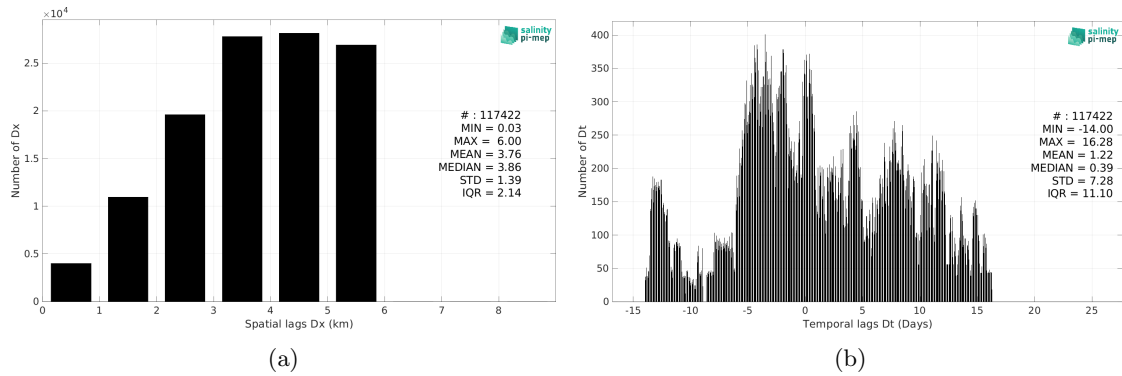 ×10^4
2.5
2
1.5
1
0.5
0
0 1 2 3 4 5 6 7 8
Number of Dx
Spatial lags Dx (km)
salinity
pi-mep
# : 117422
MIN = 0.03
MAX = 6.00
MEAN = 3.76
MEDIAN = 3.86
STD = 1.39
IQR = 2.14
(a)
400
350
300
250
200
150
100
50
0
-15 -10 -5 0 5 10 15 20 25
Number of Dt
Temporal lags Dt (Days)
salinity
pi-mep
# : 117422
MIN = -14.00
MAX = 16.28
MEAN = 1.22
MEDIAN = 0.39
STD = 7.28
IQR = 11.10
(b)